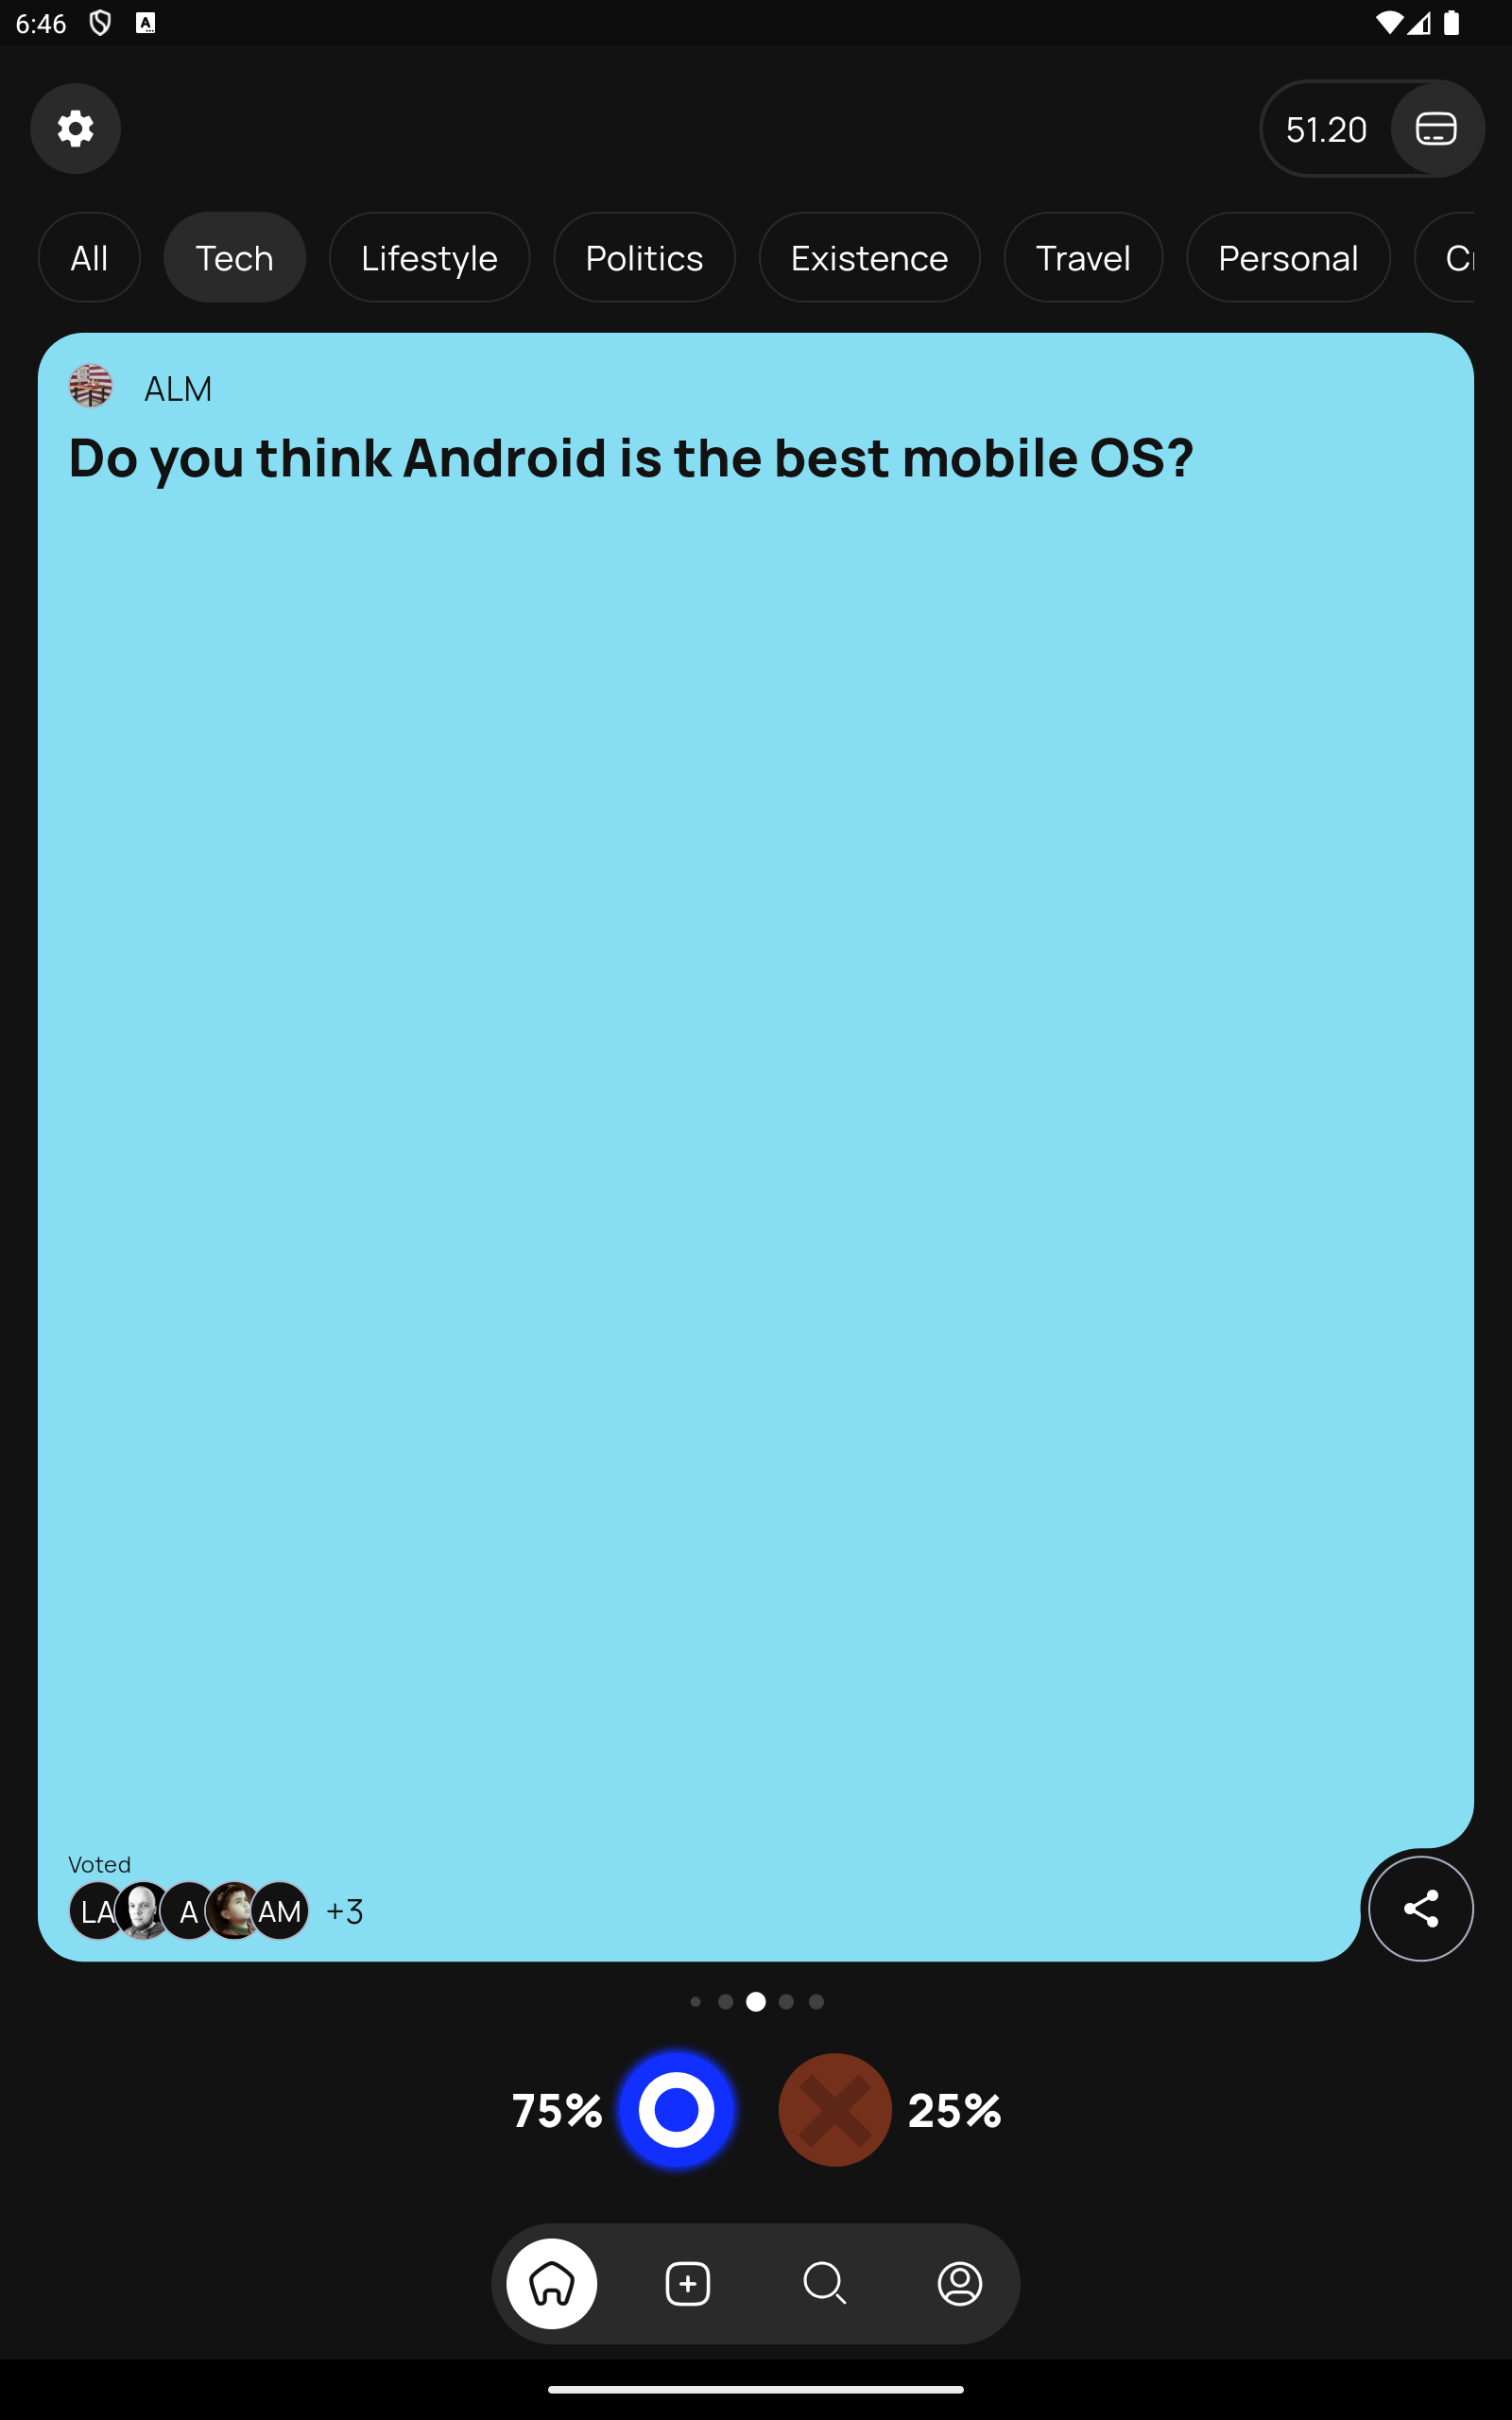 6:46
51.20
All Tech Lifestyle Politics Existence Travel Personal
ALM
Do you think Android is the best mobile OS?
Voted
LA A AM +3
75% 25%